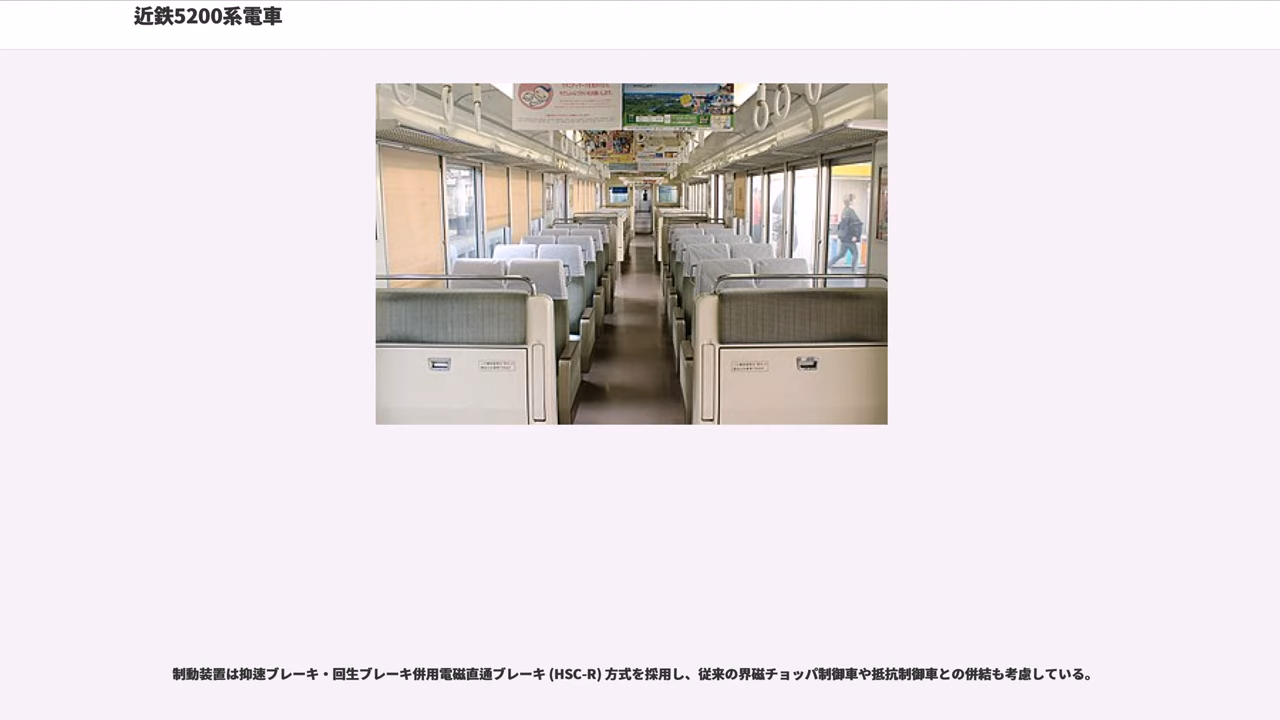 近鉄5200系電車
制動装置は抑速ブレーキ・回生ブレーキ併用電磁直通ブレーキ (HSC-R) 方式を採用し、従来の界磁チョッパ制御車や抵抗制御車との併結も考慮している。